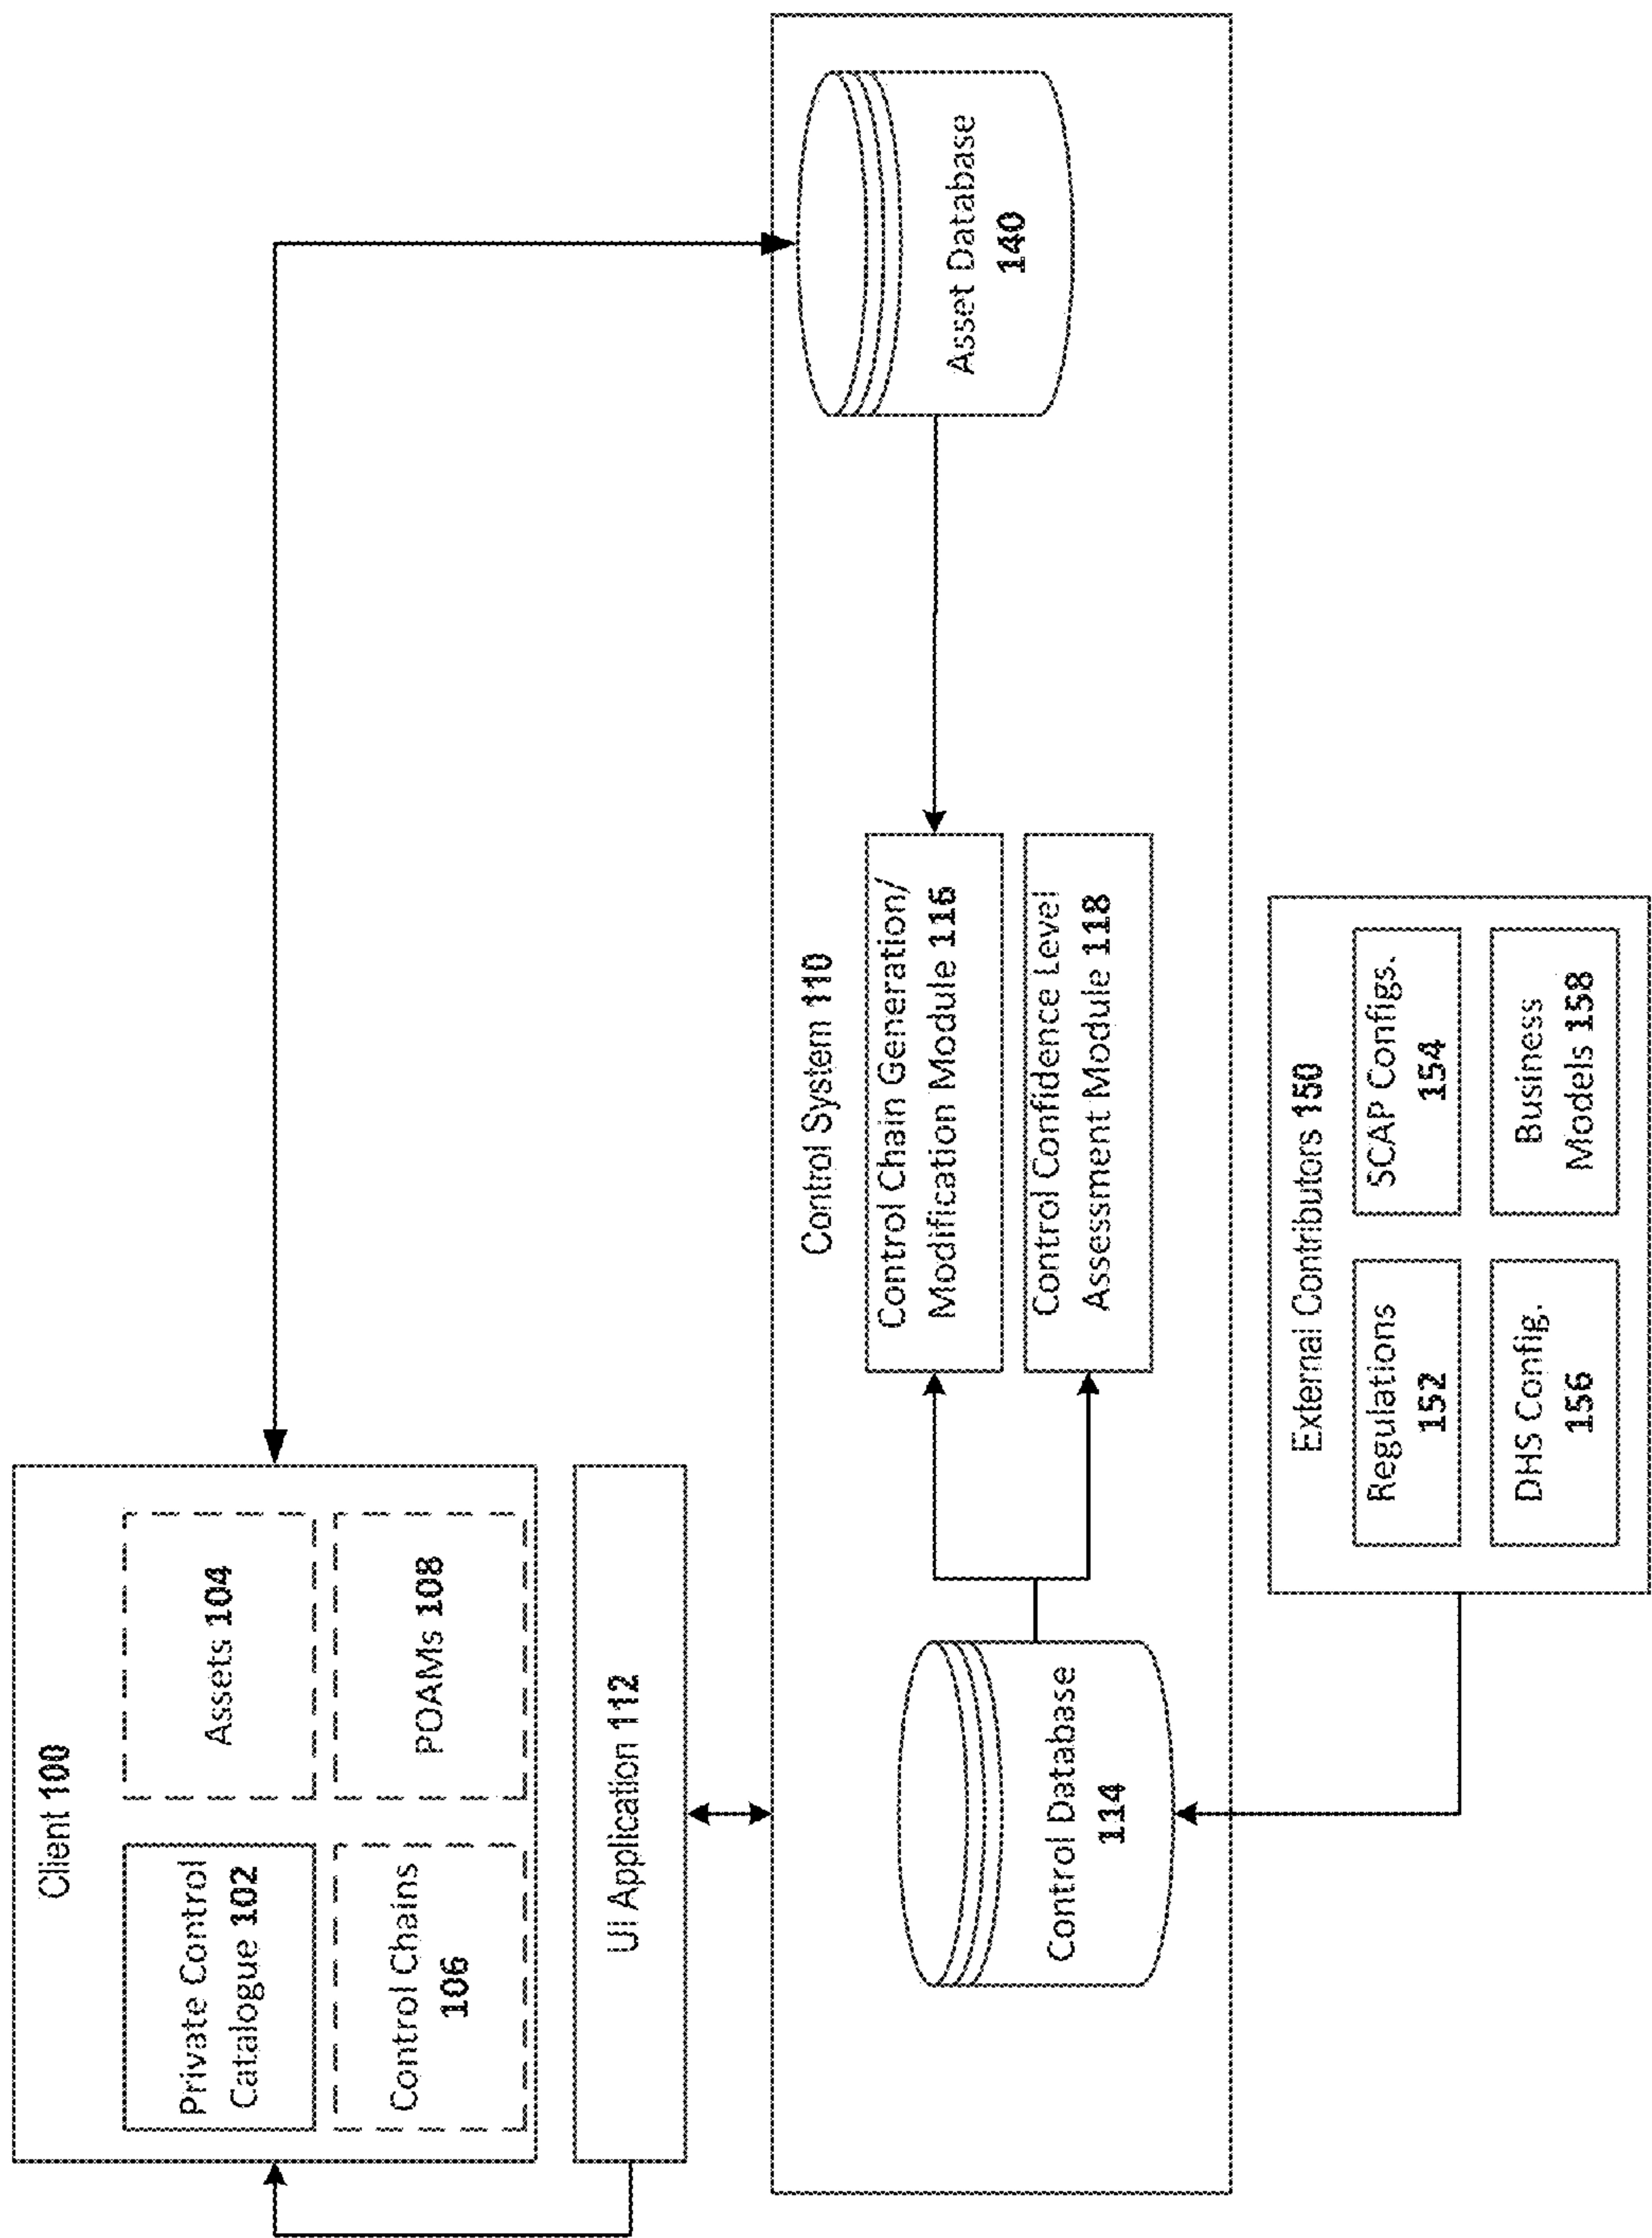 Client 100
Private Control
Catalogue 102
Assets 104
Control Chains
106
POAMs 108
UI Application 112
Control System 110
Control Database
114
Control Chain Generation/
Modification Module 116
Control Confidence Level
Assessment Module 118
Asset Database
140
External Contributors 150
Regulations
152
SCAP Configs.
154
DHS Config.
156
Business
Models 158